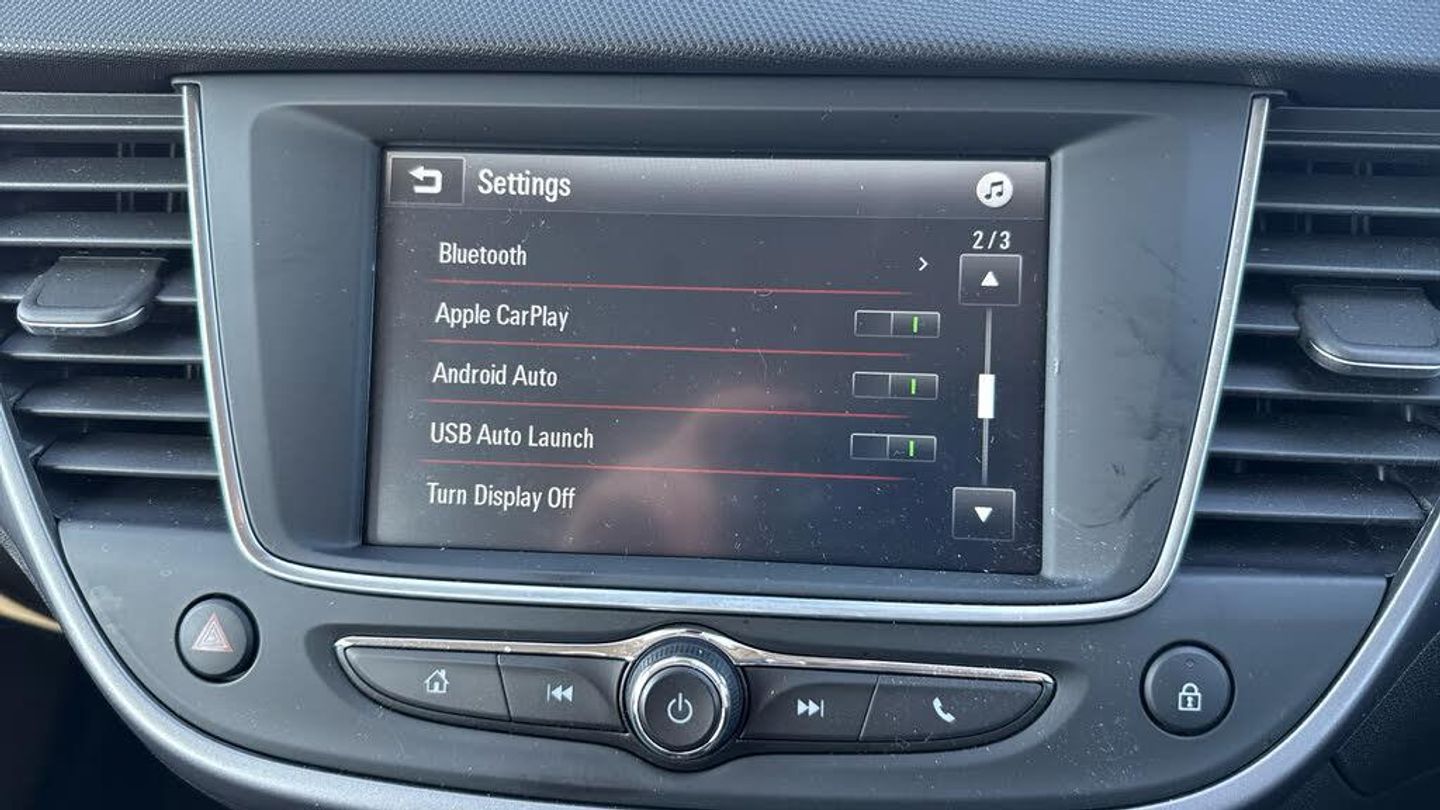 Settings
2/3
Bluetooth
Apple CarPlay
Android Auto
USB Auto Launch
Turn Display Off